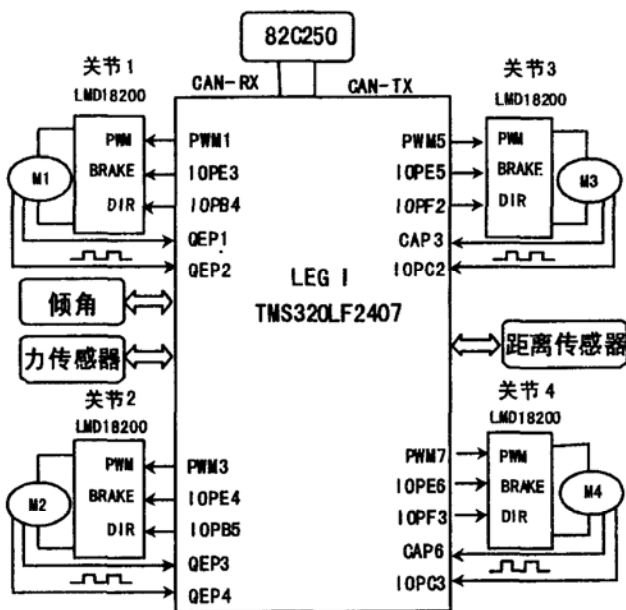 82C250
CAN-RX
CAN-TX
关节1
LMD18200
PWM
BRAKE
DIR
M1
PWM1
IOPE3
IOPB4
QEP1
QEP2
关节3
LMD18200
PWM
BRAKE
DIR
M3
PWM5
IOPE5
IOPF2
CAP3
IOPC2
LEG I
TMS320LF2407
倾角
力传感器
距离传感器
关节2
LMD18200
PWM
BRAKE
DIR
M2
PWM3
IOPE4
IOPB5
QEP3
QEP4
关节4
LMD18200
PWM
BRAKE
DIR
M4
PWM7
IOPE6
IOPF3
CAP6
IOPC3